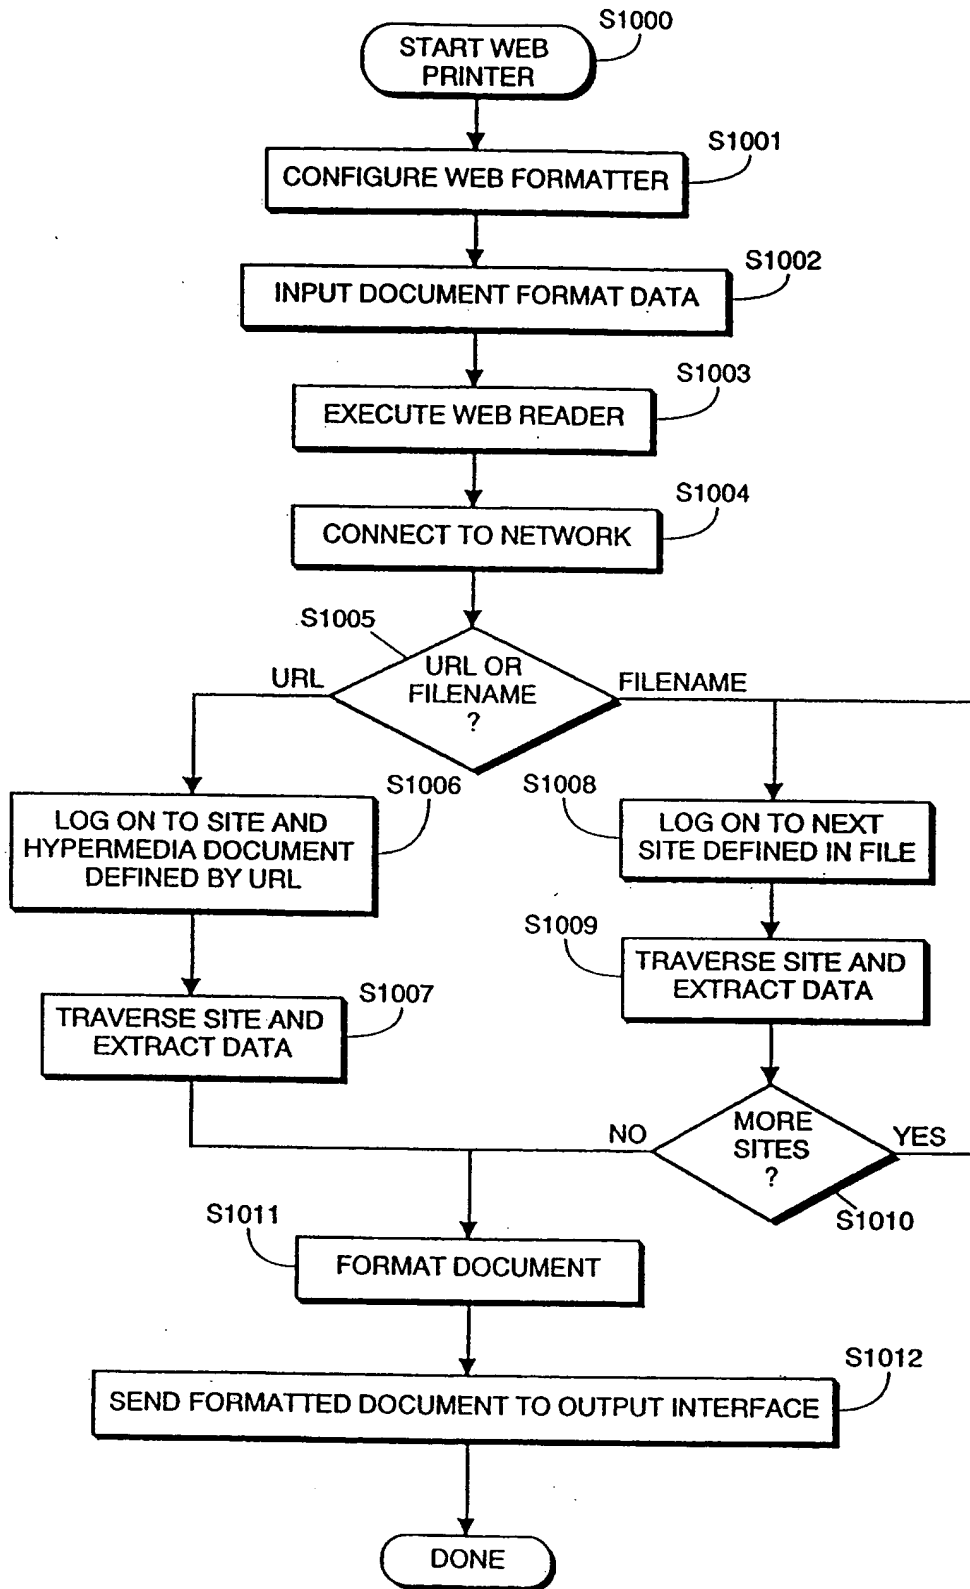 S1000
START WEB
PRINTER
S1001
CONFIGURE WEB FORMATTER
S1002
INPUT DOCUMENT FORMAT DATA
S1003
EXECUTE WEB READER
S1004
CONNECT TO NETWORK
S1005
URL OR
FILENAME
?
URL
FILENAME
S1006
LOG ON TO SITE AND
HYPERMEDIA DOCUMENT
DEFINED BY URL
S1007
TRAVERSE SITE AND
EXTRACT DATA
S1008
LOG ON TO NEXT
SITE DEFINED IN FILE
S1009
TRAVERSE SITE AND
EXTRACT DATA
MORE
SITES
?
NO
YES
S1010
S1011
FORMAT DOCUMENT
S1012
SEND FORMATTED DOCUMENT TO OUTPUT INTERFACE
DONE